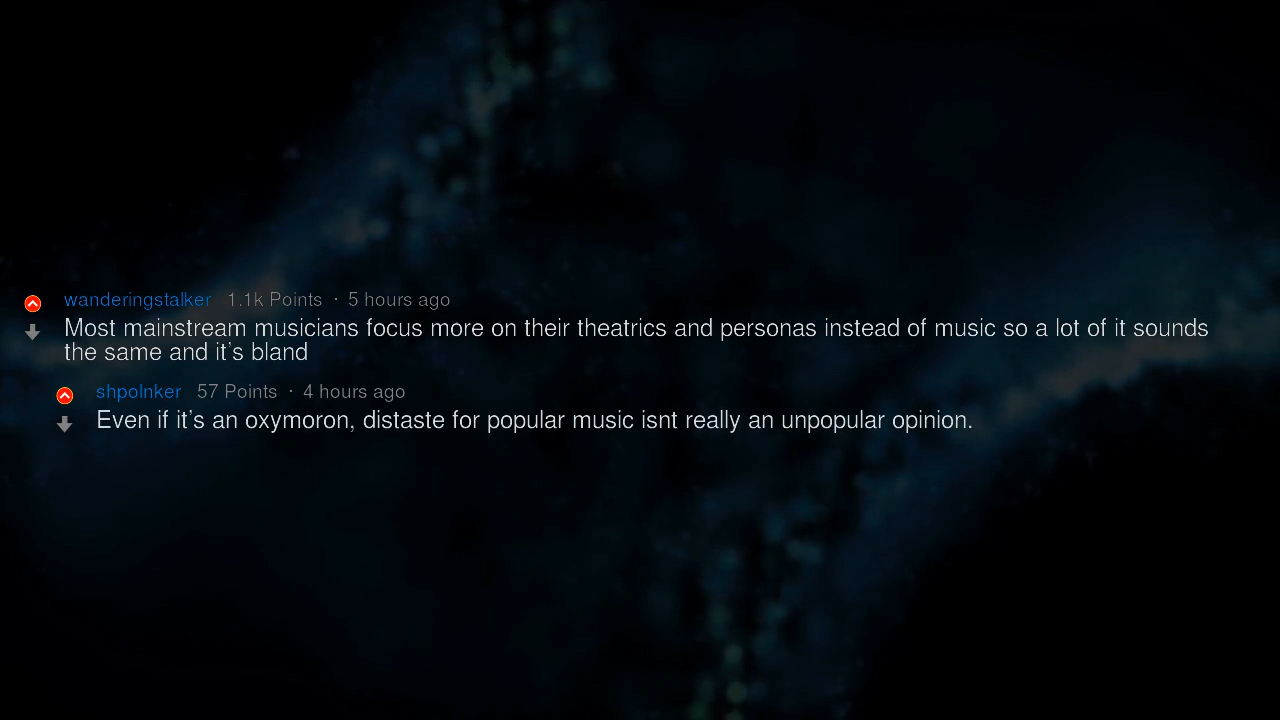 wanderingstalker 1.1k Points · 5 hours ago
Most mainstream musicians focus more on their theatrics and personas instead of music so a lot of it sounds
the same and it's bland
shpolnker 57 Points · 4 hours ago
Even if it's an oxymoron, distaste for popular music isnt really an unpopular opinion.